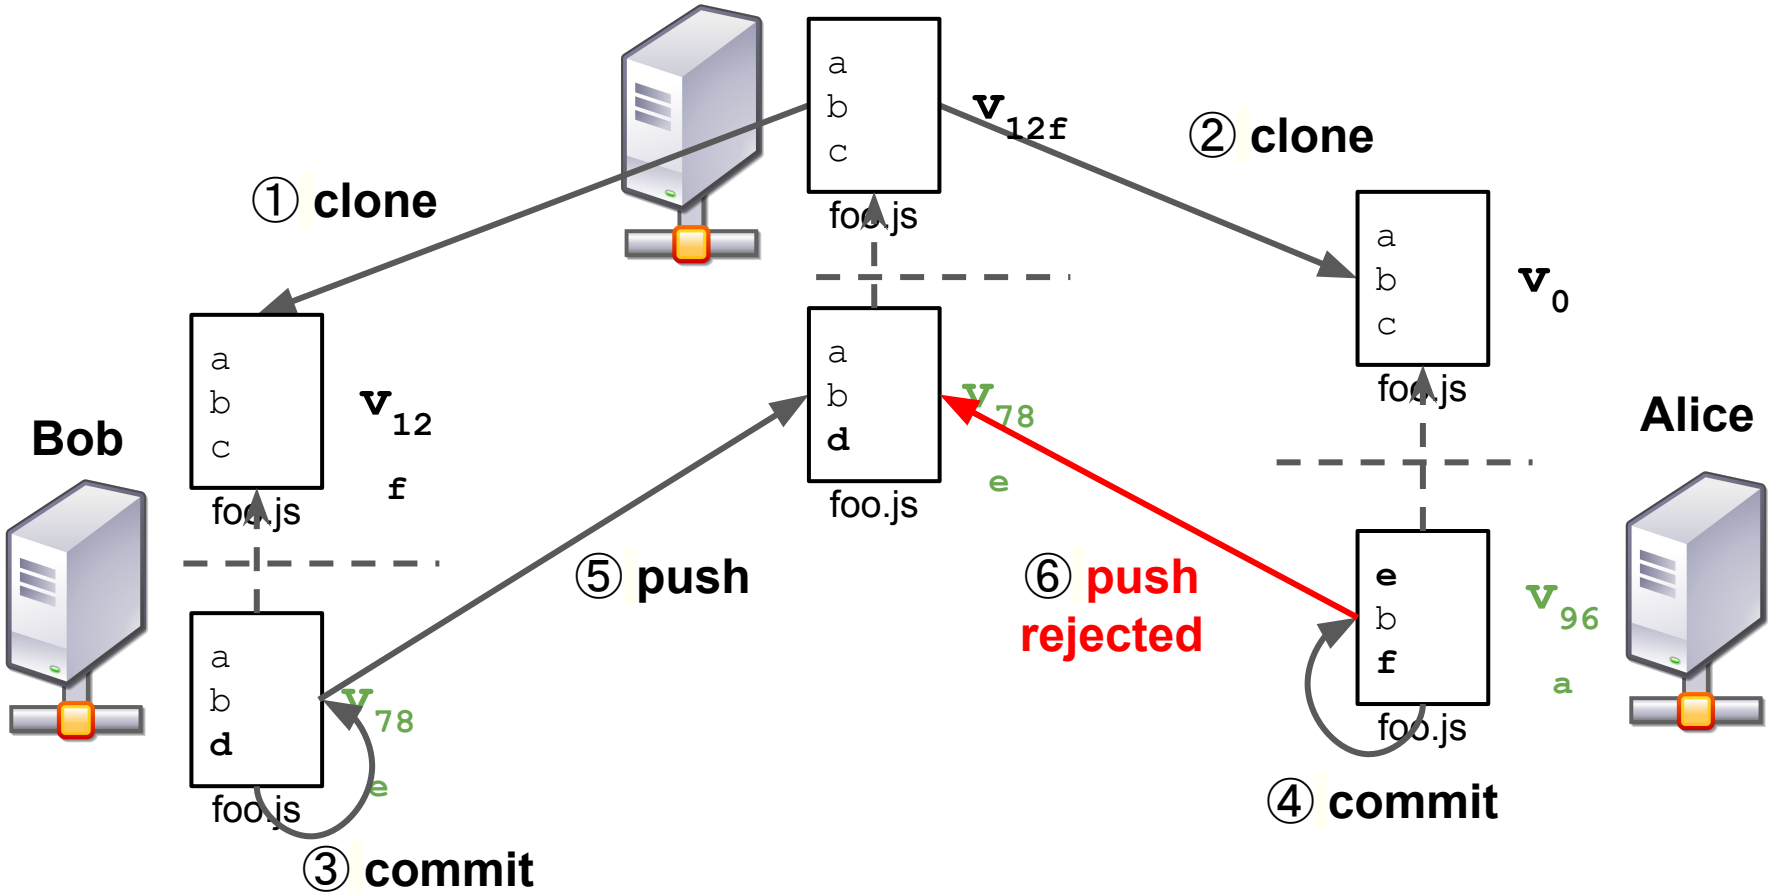 a
b
c
foo.js
v12f
① clone
② clone
a
b
c
foo.js
v0
a
b
c
foo.js
v12
f
Bob
Alice
a
b
d
foo.js
v78
e
⑤ push
⑥ push
rejected
e
b
f
foo.js
v96
a
a
b
d
foo.js
v78
e
④ commit
③ commit